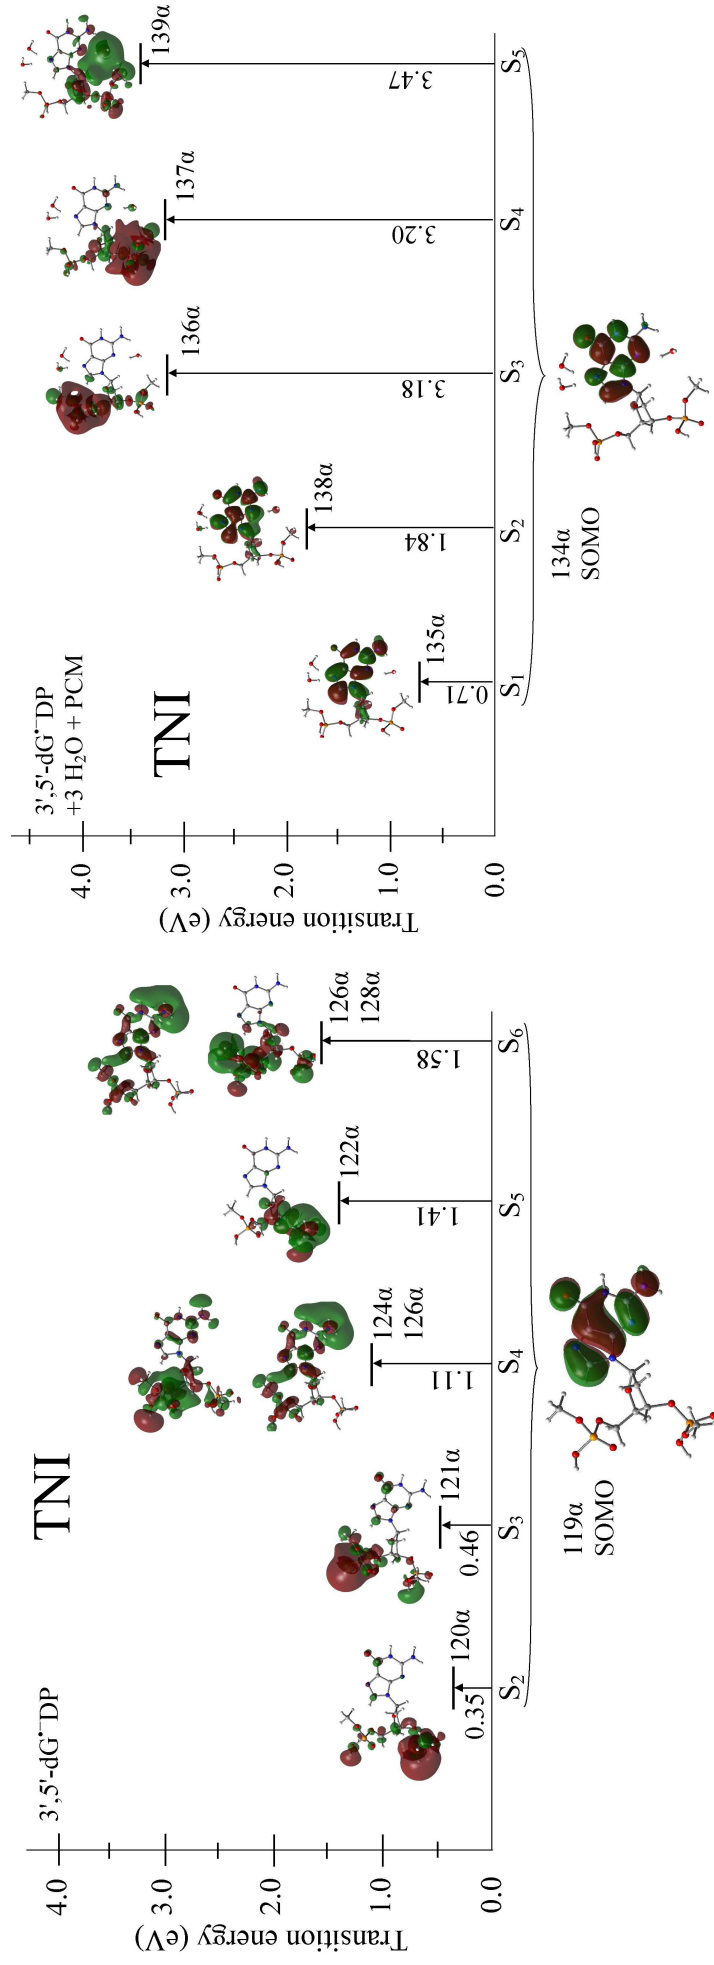 3',5'-dG•−DP
TNI
Transition energy (eV)
4.0
3.0
2.0
1.0
0.0
0.35
120α
S2
0.46
121α
S3
1.11
124α
126α
S4
1.41
122α
S5
1.58
126α
128α
S6
119α
SOMO
3',5'-dG•−DP
+3 H2O + PCM
TNI
Transition energy (eV)
4.0
3.0
2.0
1.0
0.0
0.71
135α
S1
1.84
138α
S2
3.18
136α
S3
3.20
137α
S4
3.47
139α
S5
134α
SOMO